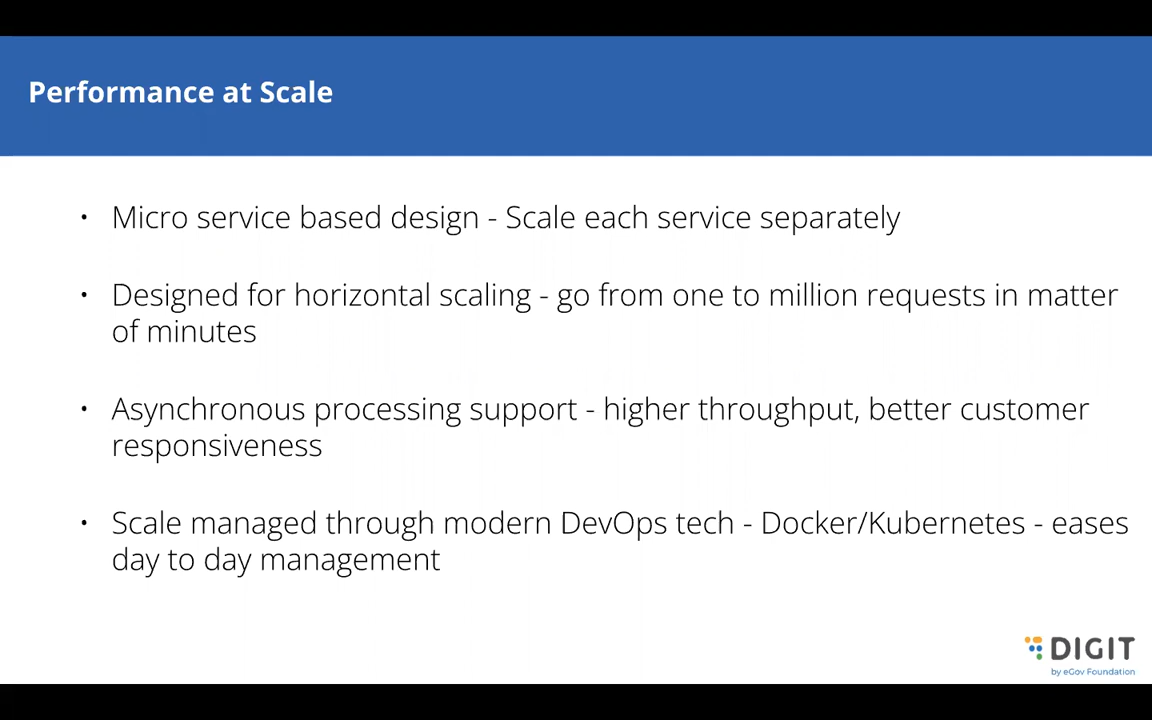 Performance at Scale
• Micro service based design - Scale each service separately
• Designed for horizontal scaling - go from one to million requests in matter
of minutes
• Asynchronous processing support - higher throughput, better customer
responsiveness
• Scale managed through modern DevOps tech - Docker/Kubernetes - eases
day to day management
DIGIT
by eGov Foundation